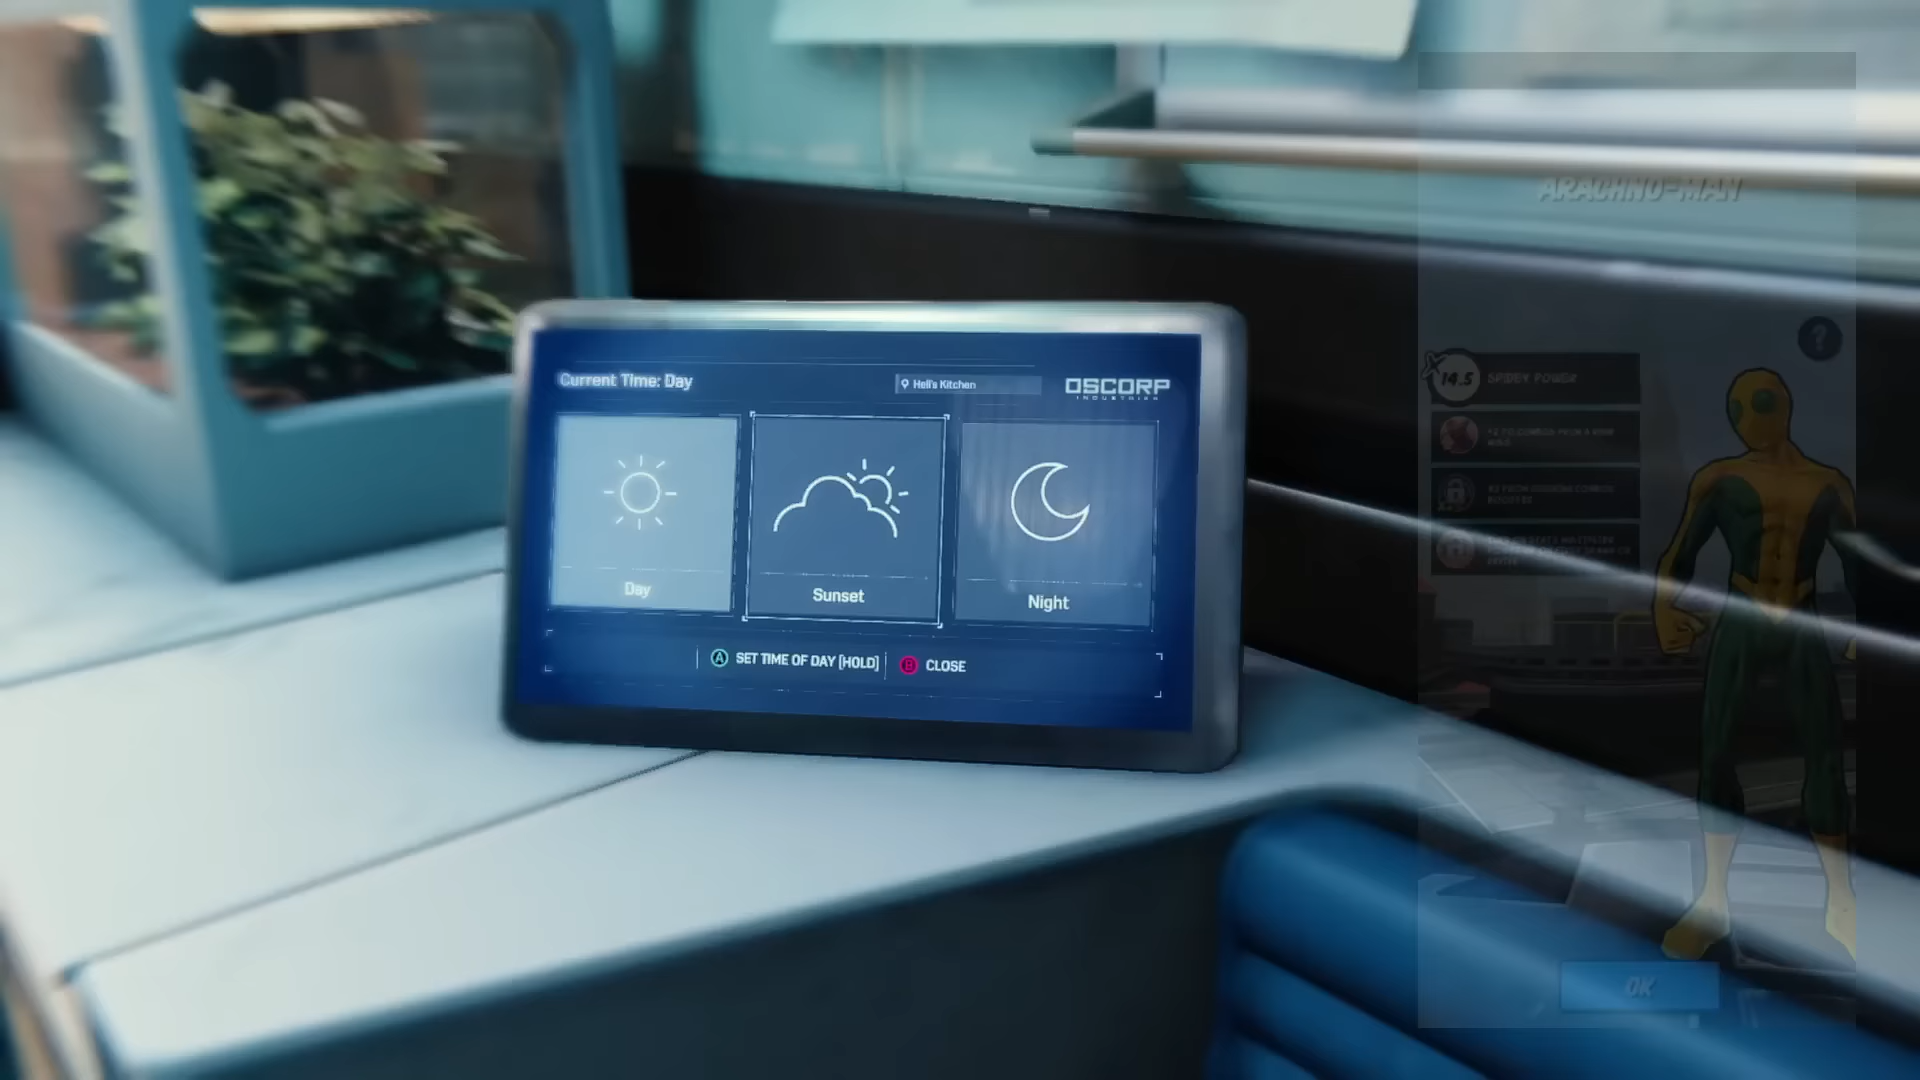 ARACHNO-MAN
Current Time: Day
Hell's Kitchen
OSCORP
INDUSTRIES
14.5
SPIDEY POWER
Day
Sunset
Night
A SET TIME OF DAY [HOLD]
B CLOSE
?
OK